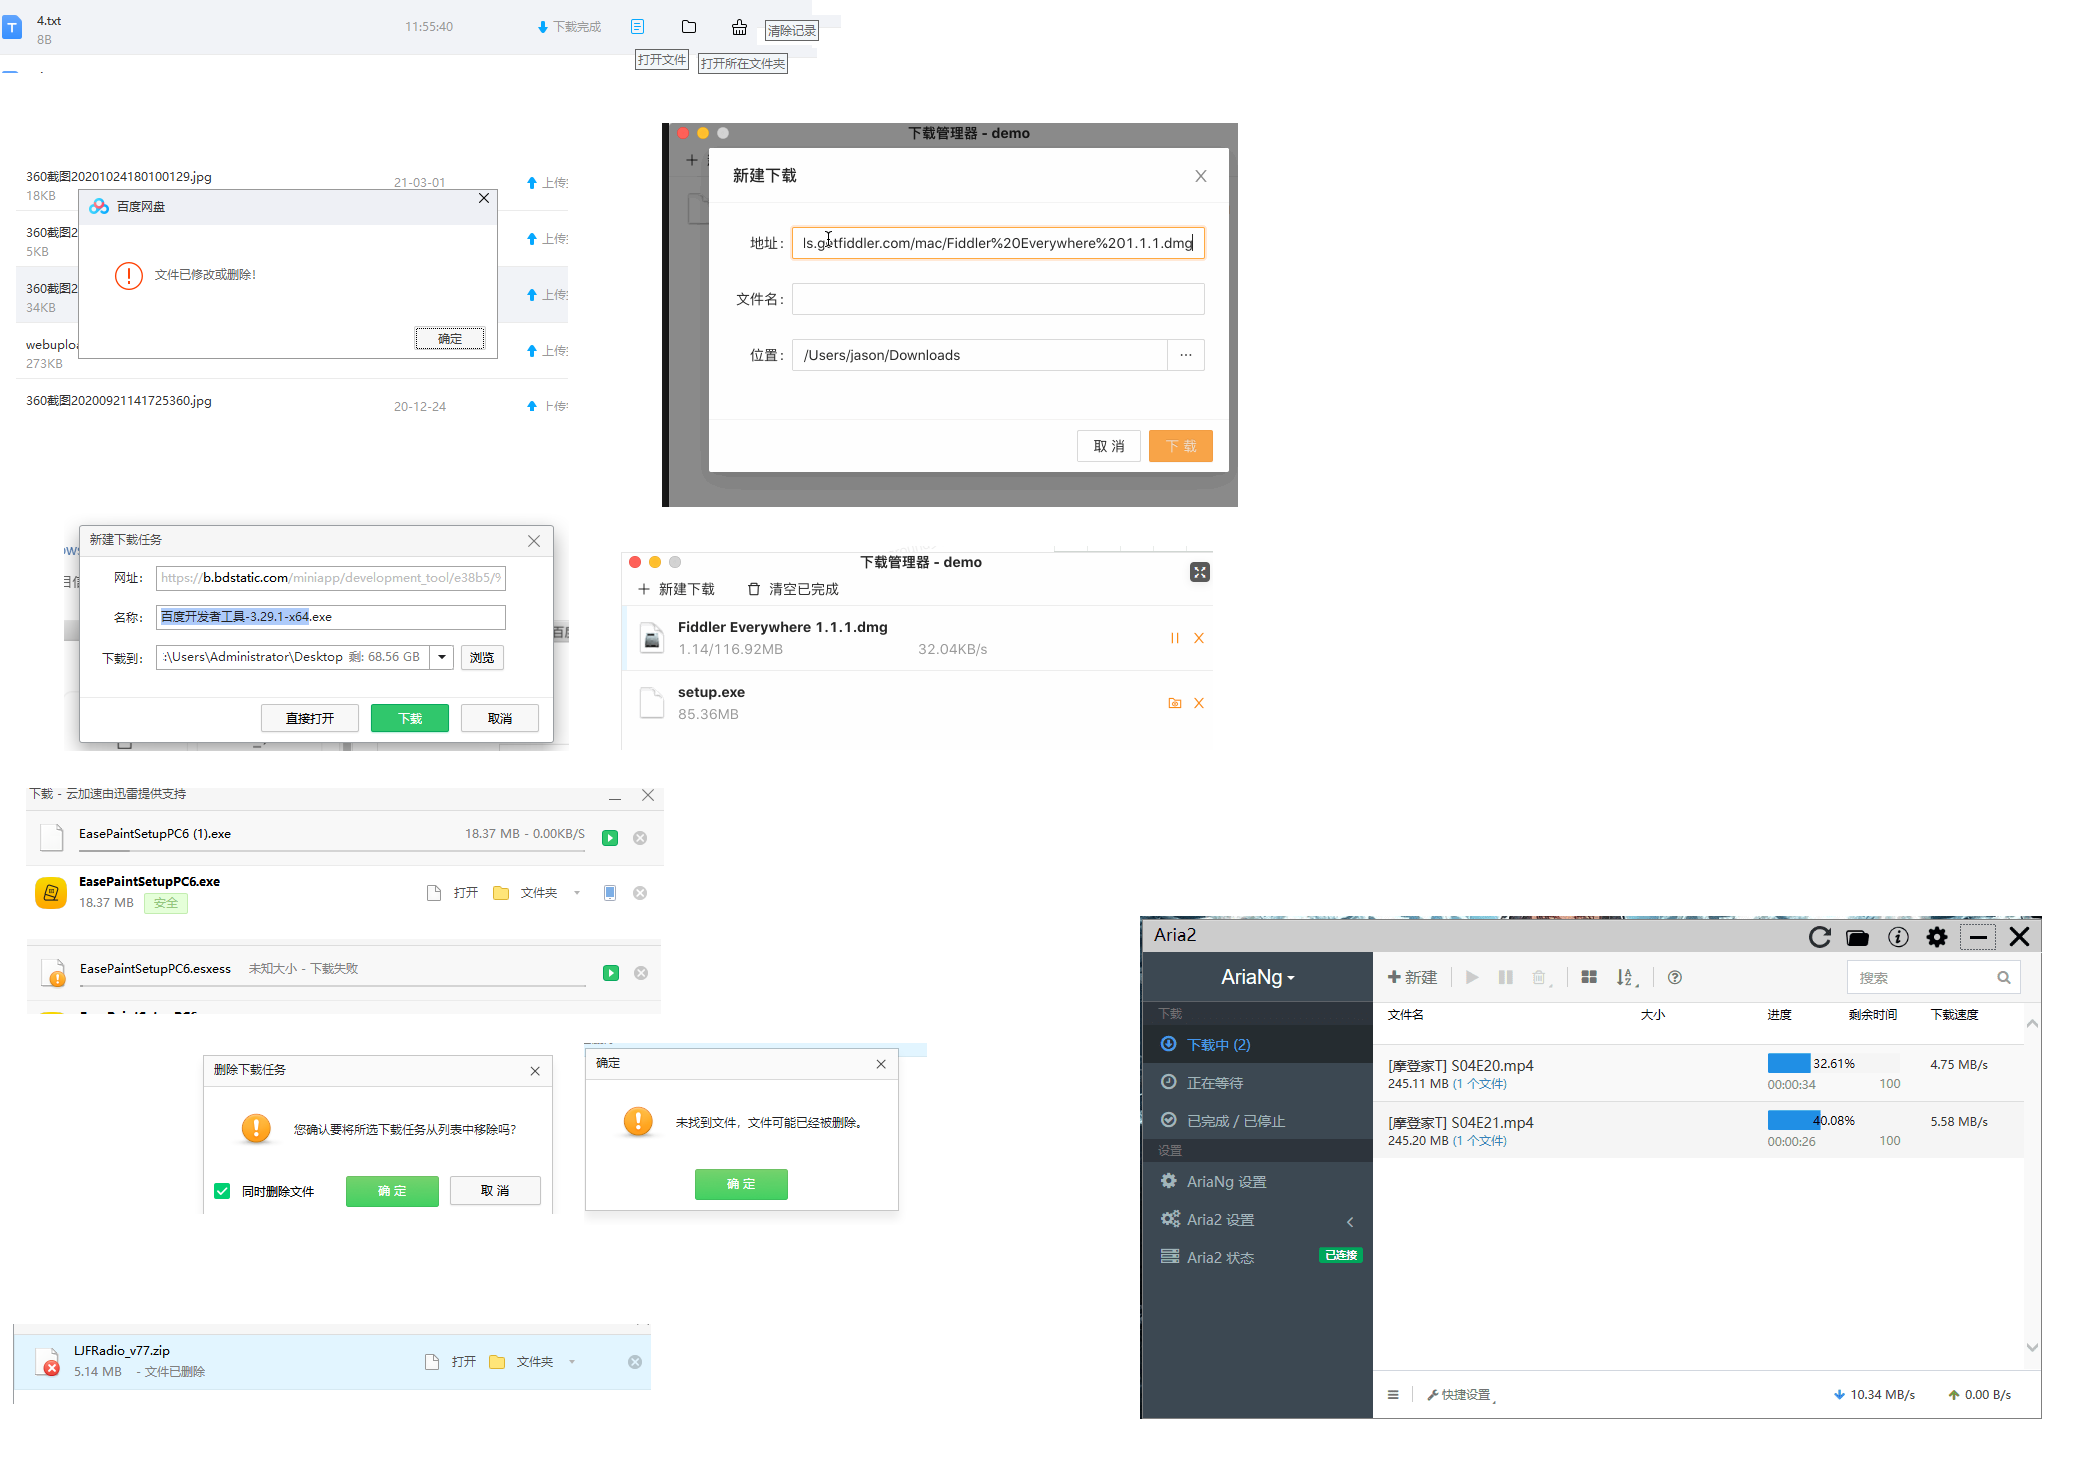 4.txt
8B
11:55:40
下载完成
清除记录
打开文件
打开所在文件夹
360截图20201024180100129.jpg
18KB
21-03-01
上传
360截图2
5KB
上传
360截图2
34KB
上传
webuploa
273KB
上传
360截图20200921141725360.jpg
20-12-24
上传
百度网盘
文件已修改或删除!
确定
下载管理器 - demo
新建下载
地址:
ls.getfiddler.com/mac/Fiddler%20Everywhere%201.1.1.dmg
文件名:
位置:
/Users/jason/Downloads
...
取 消
下 载
新建下载任务
网址:
https://b.bdstatic.com/miniapp/development_tool/e38b5/9
名称:
百度开发者工具-3.29.1-x64.exe
下载到:
:\Users\Administrator\Desktop 剩: 68.56 GB
浏览
直接打开
下载
取消
下载管理器 - demo
新建下载
清空已完成
Fiddler Everywhere 1.1.1.dmg
1.14/116.92MB
32.04KB/s
setup.exe
85.36MB
下载 - 云加速由迅雷提供支持
EasePaintSetupPC6 (1).exe
18.37 MB - 0.00KB/S
EasePaintSetupPC6.exe
18.37 MB
安全
打开
文件夹
EasePaintSetupPC6.esxess
未知大小 - 下载失败
删除下载任务
您确认要将所选下载任务从列表中移除吗?
同时删除文件
确 定
取 消
确定
未找到文件，文件可能已经被删除。
确 定
LJFRadio_v77.zip
5.14 MB - 文件已删除
打开
文件夹
Aria2
AriaNg
下载
下载中 (2)
正在等待
已完成 / 已停止
设置
AriaNg 设置
Aria2 设置
Aria2 状态
已连接
新建
搜索
文件名
大小
进度
剩余时间
下载速度
[摩登家T] S04E20.mp4
245.11 MB (1 个文件)
32.61%
00:00:34
100
4.75 MB/s
[摩登家T] S04E21.mp4
245.20 MB (1 个文件)
40.08%
00:00:26
100
5.58 MB/s
快捷设置
10.34 MB/s
0.00 B/s